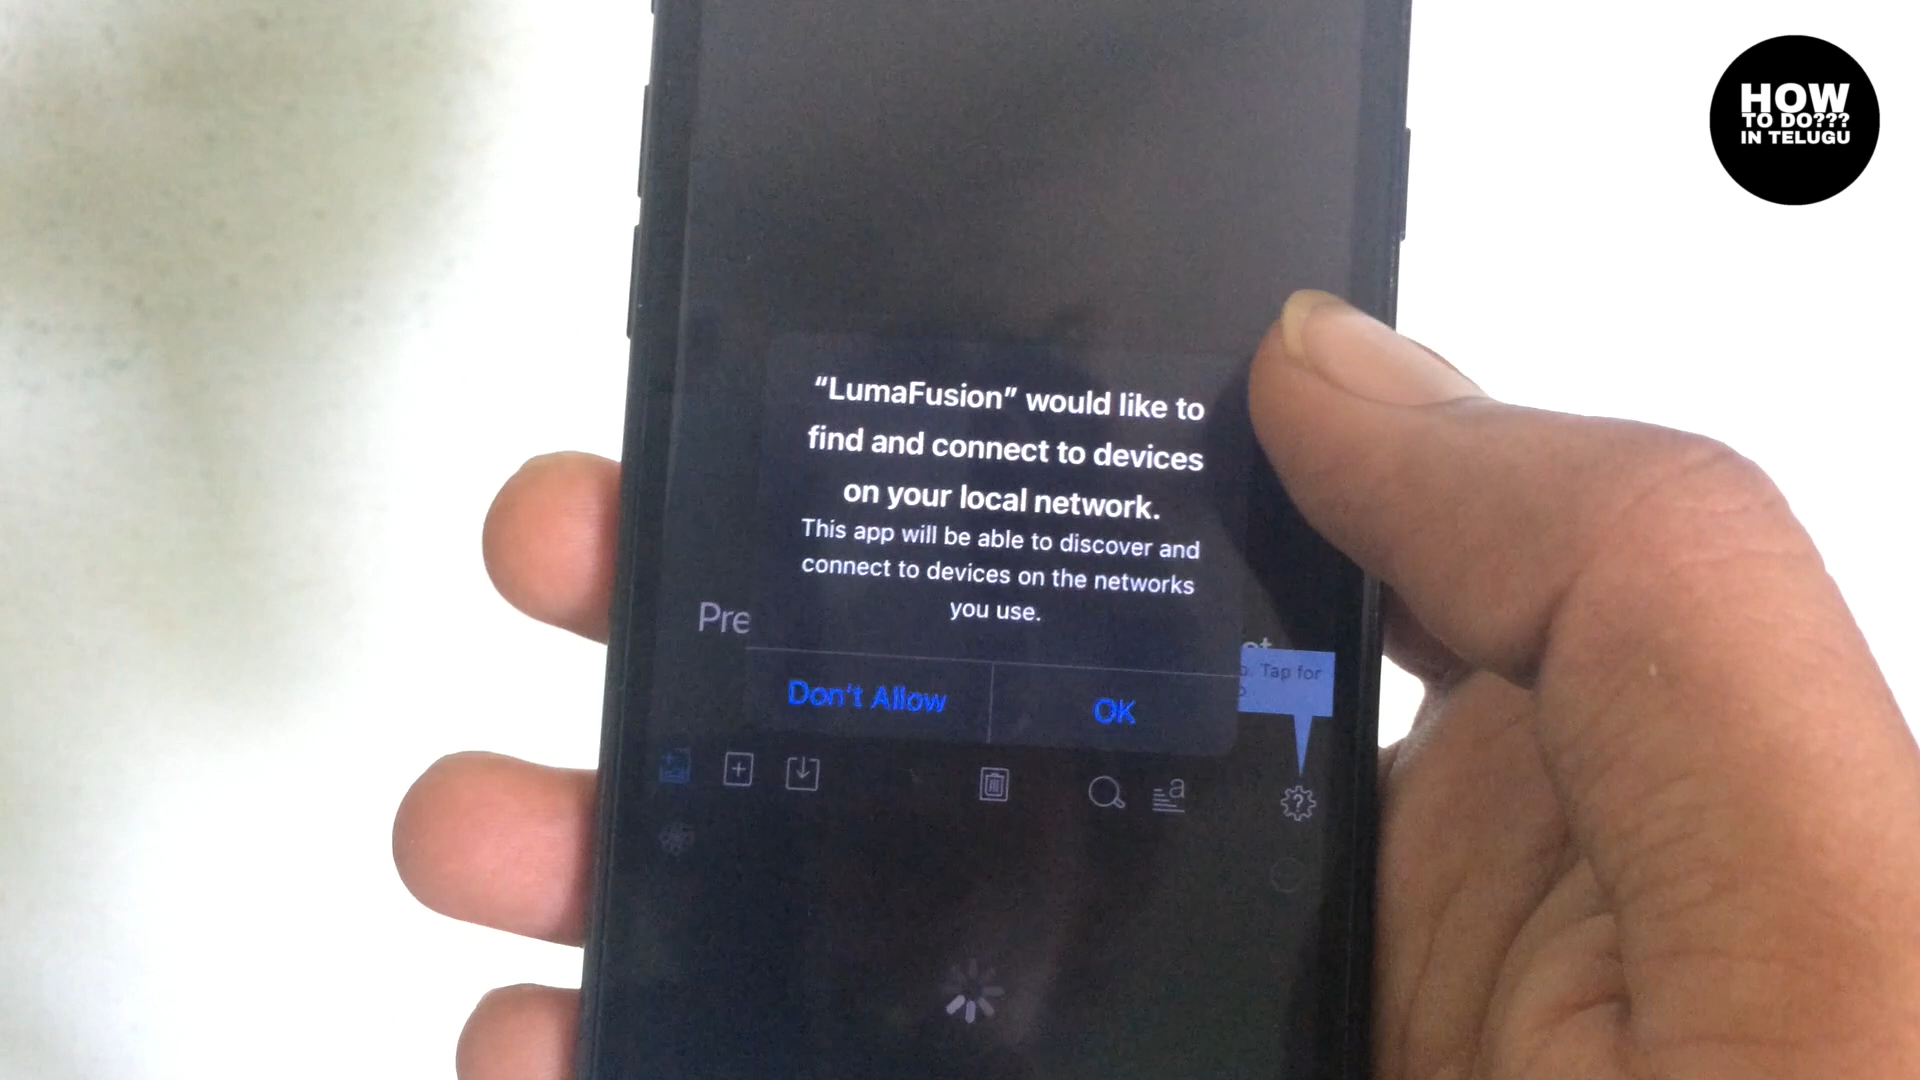 HOW
TO DO???
IN TELUGU
“LumaFusion” would like to
find and connect to devices
on your local network.
This app will be able to discover and
connect to devices on the networks
you use.
Pre
. Tap for
Don't Allow
OK